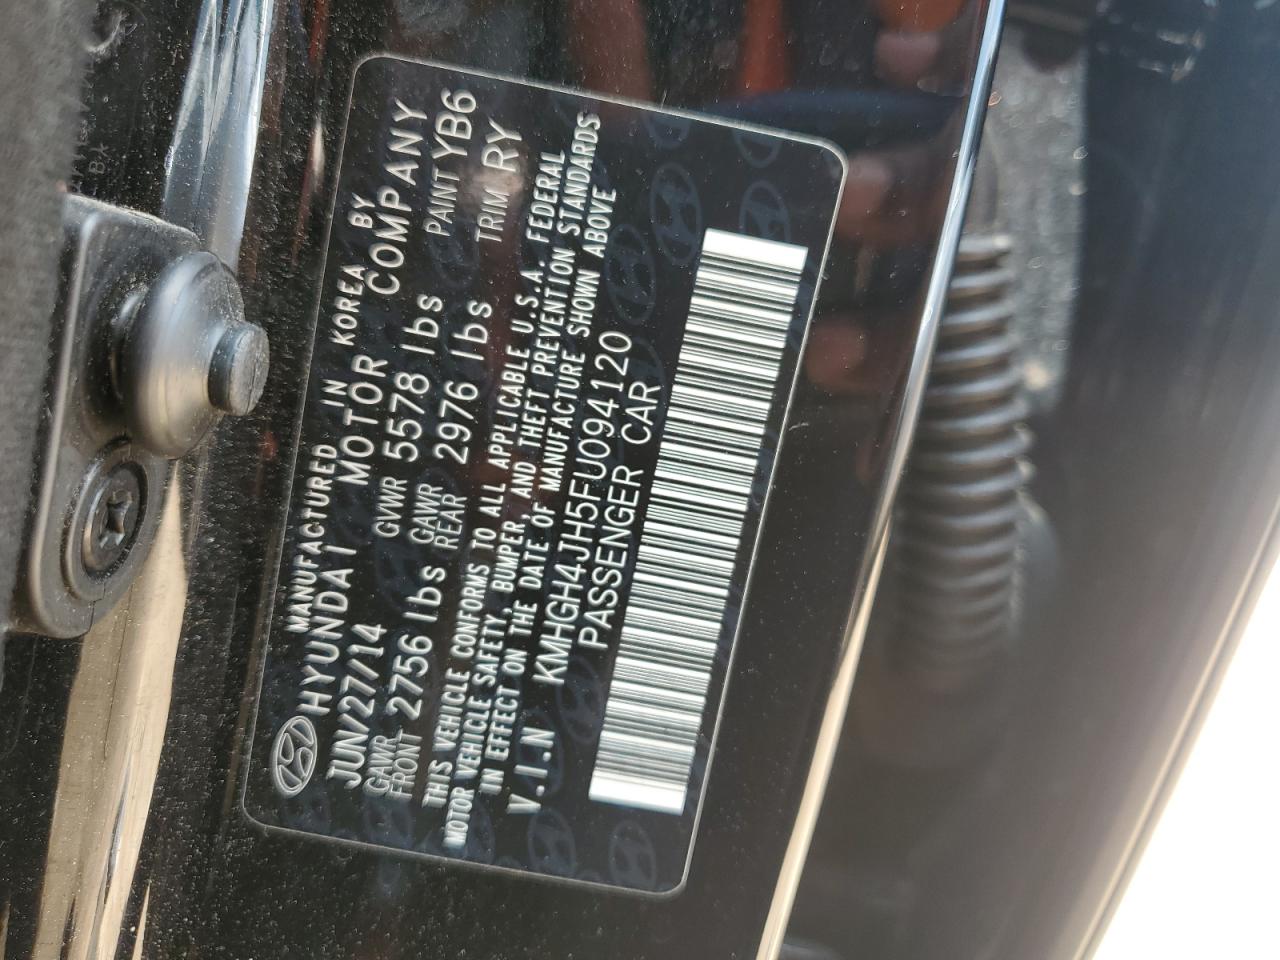 MANUFACTURED IN KOREA BY
HYUNDAI MOTOR COMPANY
JUN/27/14 GVWR 5578 lbs PAINT YB6
GAWR FRONT 2756 lbs GAWR REAR 2976 lbs TRIM RY
THIS VEHICLE CONFORMS TO ALL APPLICABLE U.S.A. FEDERAL
MOTOR VEHICLE SAFETY, BUMPER, AND THEFT PREVENTION STANDARDS
IN EFFECT ON THE DATE OF MANUFACTURE SHOWN ABOVE
V.I.N KMHGH4JH5FU094120
PASSENGER CAR